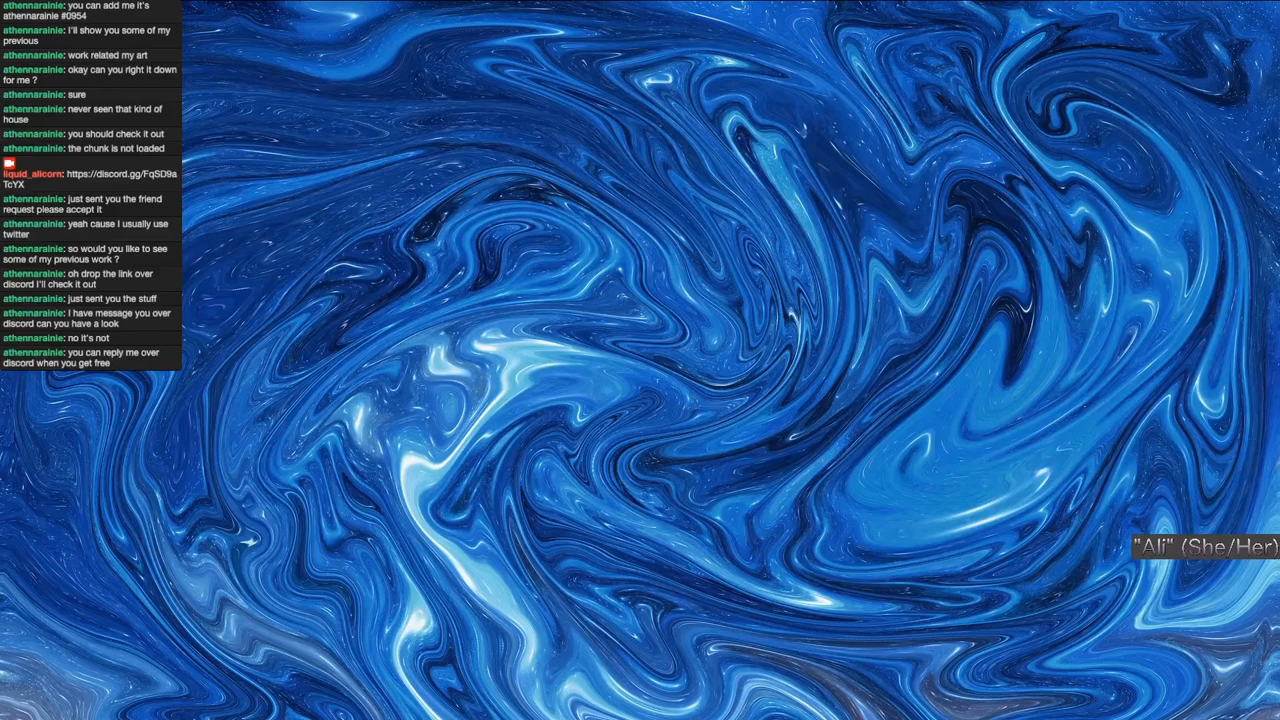 athennarainie: you can add me it's
athennarainie #0954
athennarainie: I'll show you some of my
previous
athennarainie: work related my art
athennarainie: okay can you right it down
for me ?
athennarainie: sure
athennarainie: never seen that kind of
house
athennarainie: you should check it out
athennarainie: the chunk is not loaded
liquid_alicorn: https://discord.gg/FqSD9a
TcYX
athennarainie: just sent you the friend
request please accept it
athennarainie: yeah cause I usually use
twitter
athennarainie: so would you like to see
some of my previous work ?
athennarainie: oh drop the link over
discord I'll check it out
athennarainie: just sent you the stuff
athennarainie: I have message you over
discord can you have a look
athennarainie: no it's not
athennarainie: you can reply me over
discord when you get free
"Ali" (She/Her)